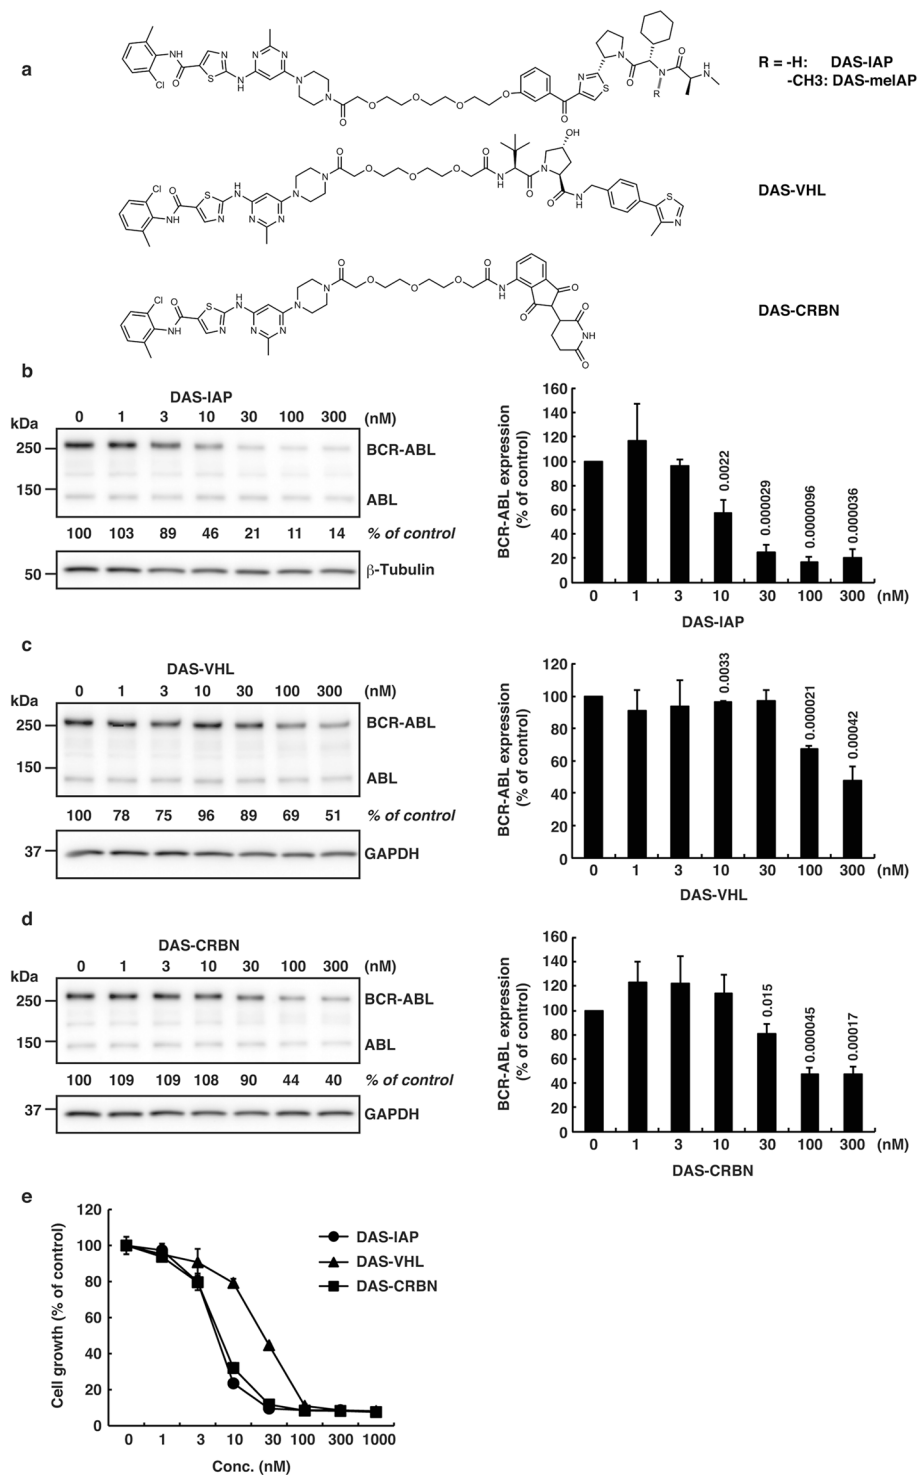 a
R = -H: DAS-IAP
-CH3: DAS-meIAP
DAS-VHL
DAS-CRBN
b
DAS-IAP
kDa
0 1 3 10 30 100 300 (nM)
250
BCR-ABL
150
ABL
100 103 89 46 21 11 14 % of control
50
β-Tubulin
BCR-ABL expression
(% of control)
160
140
120
100
80
60
40
20
0
0.0022
0.000029
0.0000096
0.000036
0 1 3 10 30 100 300 (nM)
DAS-IAP
c
DAS-VHL
kDa
0 1 3 10 30 100 300 (nM)
250
BCR-ABL
150
ABL
100 78 75 96 89 69 51 % of control
37
GAPDH
BCR-ABL expression
(% of control)
120
100
80
60
40
20
0
0.0033
0.000021
0.00042
0 1 3 10 30 100 300 (nM)
DAS-VHL
d
DAS-CRBN
kDa
0 1 3 10 30 100 300 (nM)
250
BCR-ABL
150
ABL
100 109 109 108 90 44 40 % of control
37
GAPDH
BCR-ABL expression
(% of control)
160
140
120
100
80
60
40
20
0
0.015
0.000045
0.00017
0 1 3 10 30 100 300 (nM)
DAS-CRBN
e
Cell growth (% of control)
120
100
80
60
40
20
0
DAS-IAP
DAS-VHL
DAS-CRBN
0 1 3 10 30 100 300 1000
Conc. (nM)